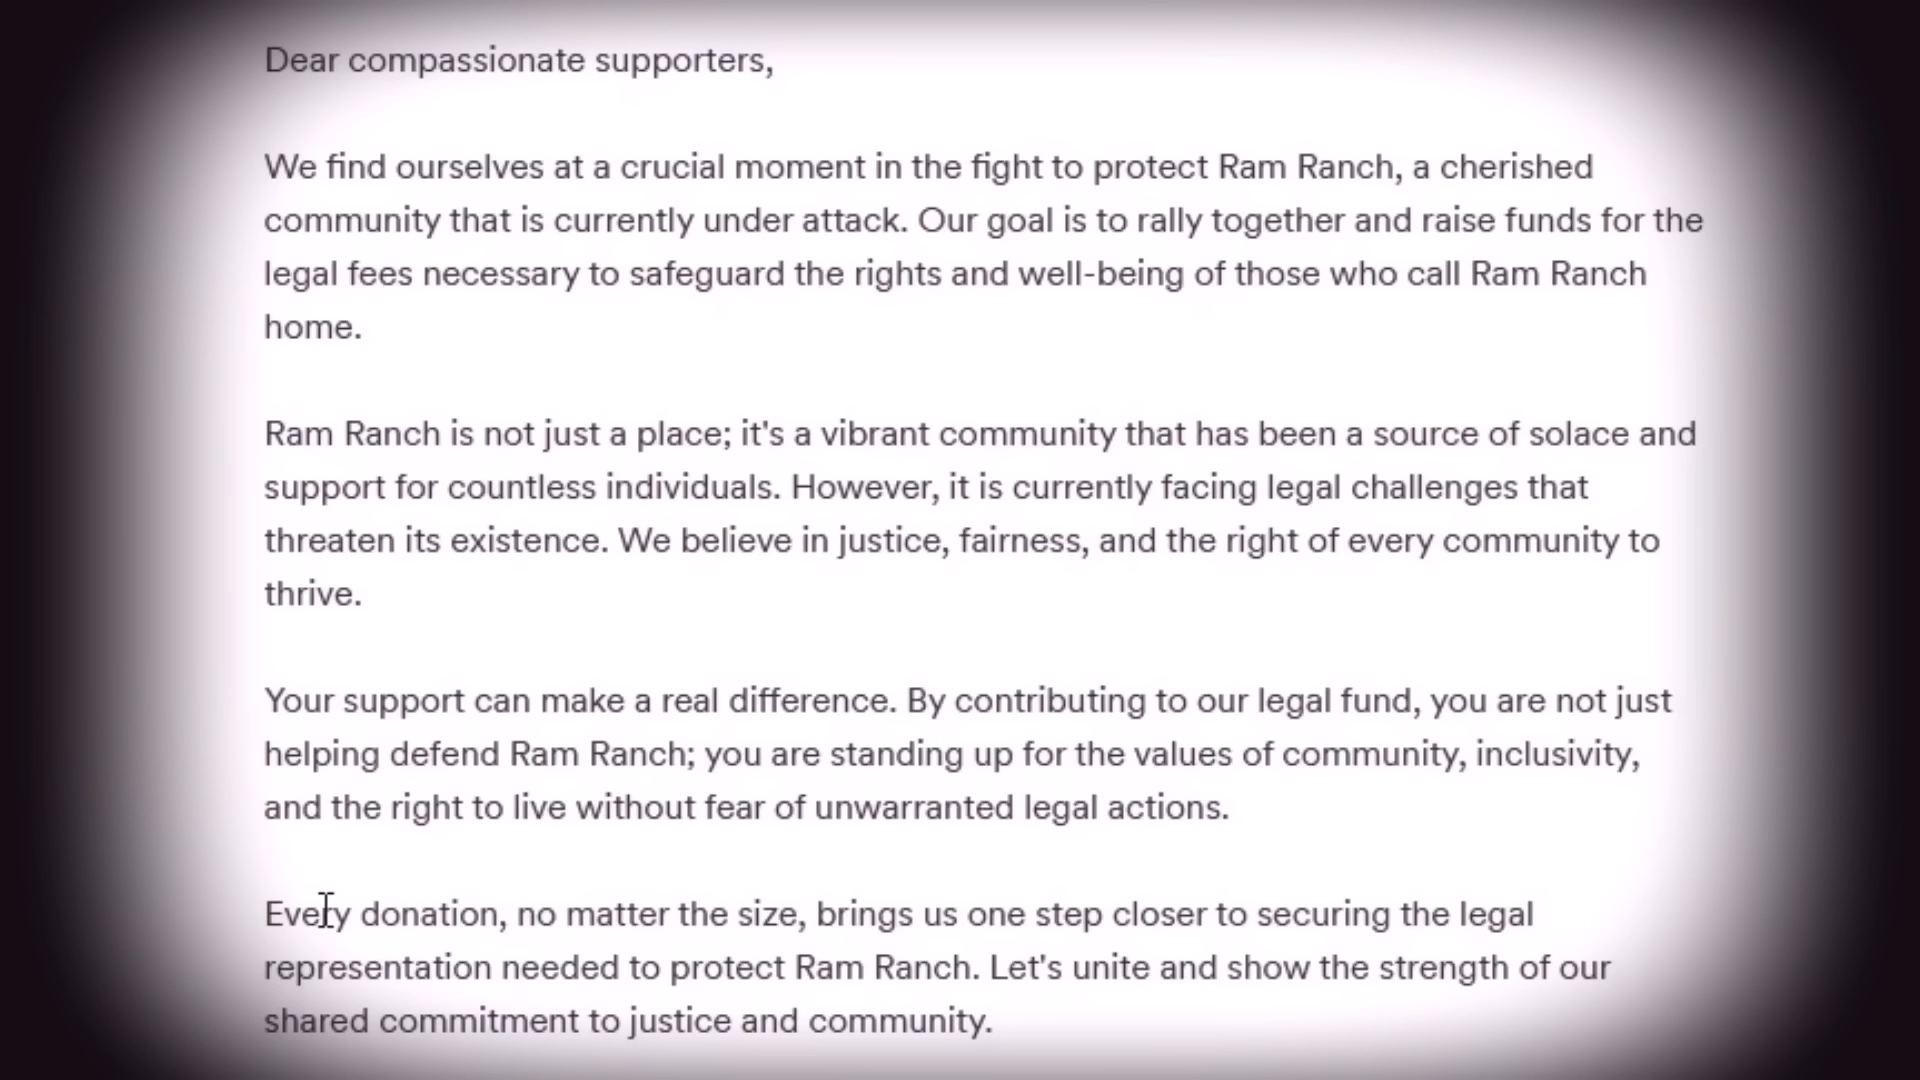 Dear compassionate supporters,
We find ourselves at a crucial moment in the fight to protect Ram Ranch, a cherished
community that is currently under attack. Our goal is to rally together and raise funds for the
legal fees necessary to safeguard the rights and well-being of those who call Ram Ranch
home.
Ram Ranch is not just a place; it's a vibrant community that has been a source of solace and
support for countless individuals. However, it is currently facing legal challenges that
threaten its existence. We believe in justice, fairness, and the right of every community to
thrive.
Your support can make a real difference. By contributing to our legal fund, you are not just
helping defend Ram Ranch; you are standing up for the values of community, inclusivity,
and the right to live without fear of unwarranted legal actions.
Every donation, no matter the size, brings us one step closer to securing the legal
representation needed to protect Ram Ranch. Let's unite and show the strength of our
shared commitment to justice and community.